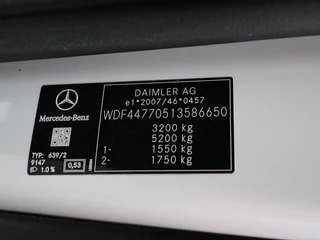 DAIMLER AG
e1*2007/46*0457
WDF44770513586650
3200 kg
5200 kg
1- 1550 kg
2- 1750 kg
Mercedes-Benz
TYP: 639/2
9147
1.0% 0,53